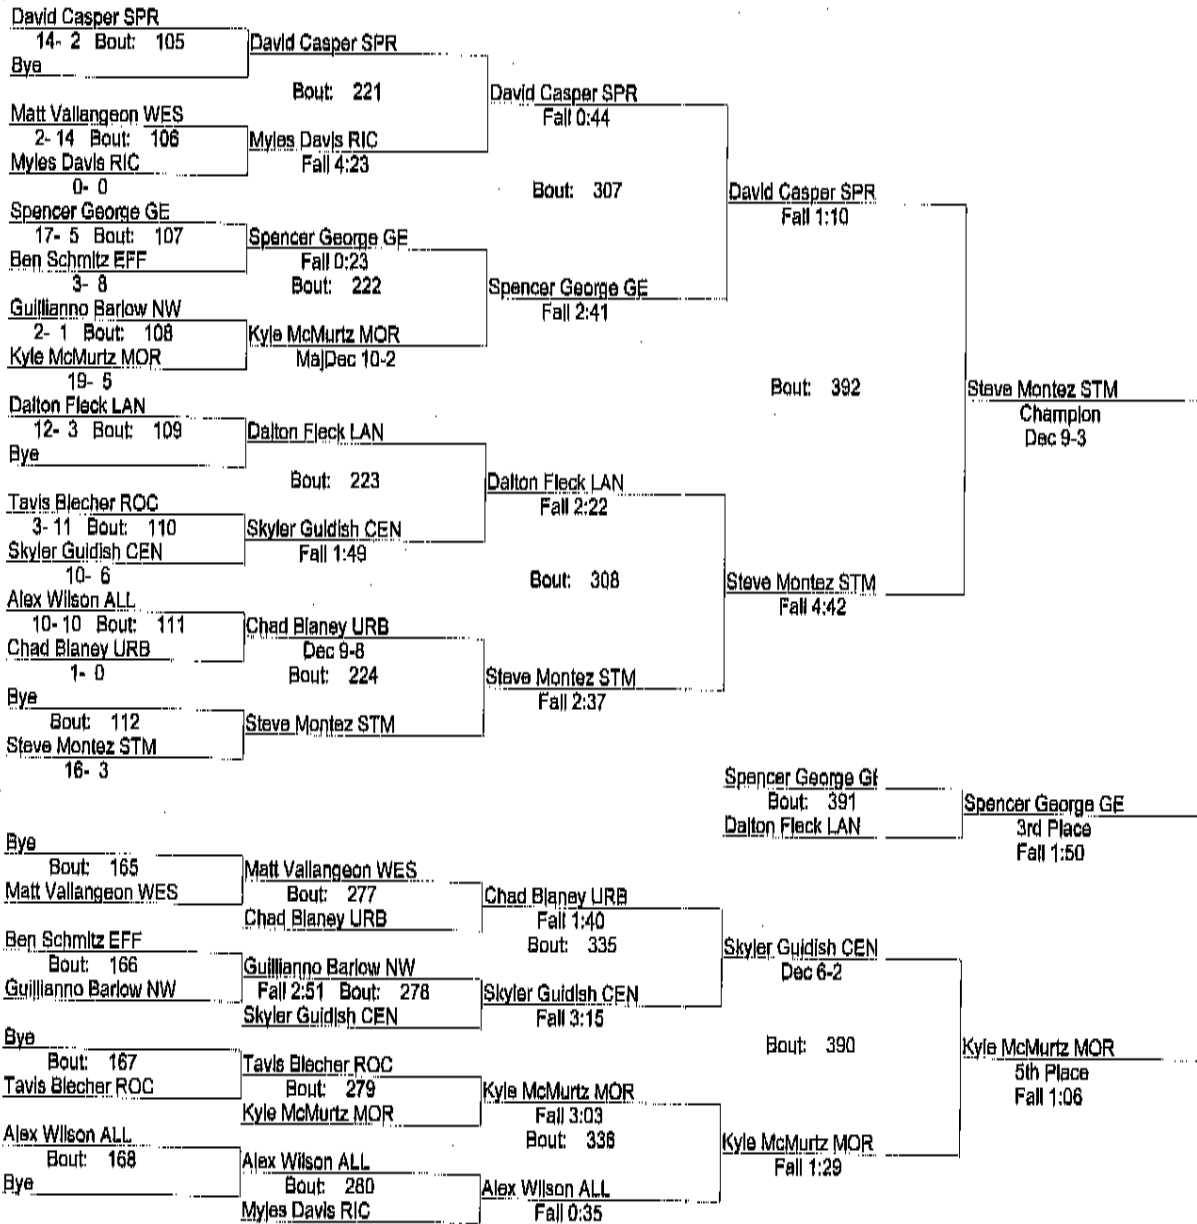 David Casper SPR
14- 2 Bout: 105
Bye
David Casper SPR
Bout: 221
Matt Vallangeon WES
2- 14 Bout: 106
Myles Davis RIC
0- 0
Myles Davis RIC
Fall 4:23
David Casper SPR
Fall 0:44
Bout: 307
Spencer George GE
17- 5 Bout: 107
Ben Schmitz EFF
3- 8
Spencer George GE
Fall 0:23
Bout: 222
Guillianno Barlow NW
2- 1 Bout: 108
Kyle McMurtz MOR
19- 5
Kyle McMurtz MOR
MajDec 10-2
Spencer George GE
Fall 2:41
David Casper SPR
Fall 1:10
Bout: 392
Dalton Fleck LAN
12- 3 Bout: 109
Bye
Dalton Fleck LAN
Bout: 223
Tavis Blecher ROC
3- 11 Bout: 110
Skyler Guidish CEN
10- 6
Skyler Guidish CEN
Fall 1:49
Dalton Fleck LAN
Fall 2:22
Bout: 308
Alex Wilson ALL
10- 10 Bout: 111
Chad Blaney URB
1- 0
Chad Blaney URB
Dec 9-8
Bout: 224
Bye
Bout: 112
Steve Montez STM
16- 3
Steve Montez STM
Steve Montez STM
Fall 2:37
Steve Montez STM
Fall 4:42
Steve Montez STM
Champion
Dec 9-3
Spencer George GE
Bout: 391
Dalton Fleck LAN
Spencer George GE
3rd Place
Fall 1:50
Bye
Bout: 165
Matt Vallangeon WES
Matt Vallangeon WES
Bout: 277
Chad Blaney URB
Chad Blaney URB
Fall 1:40
Bout: 335
Ben Schmitz EFF
Bout: 166
Guillianno Barlow NW
Guillianno Barlow NW
Fall 2:51 Bout: 278
Skyler Guidish CEN
Skyler Guidish CEN
Fall 3:15
Skyler Guidish CEN
Dec 6-2
Bout: 390
Bye
Bout: 167
Tavis Blecher ROC
Tavis Blecher ROC
Bout: 279
Kyle McMurtz MOR
Kyle McMurtz MOR
Fall 3:03
Bout: 336
Alex Wilson ALL
Bout: 168
Bye
Alex Wilson ALL
Bout: 280
Myles Davis RIC
Alex Wilson ALL
Fall 0:35
Kyle McMurtz MOR
Fall 1:29
Kyle McMurtz MOR
5th Place
Fall 1:06